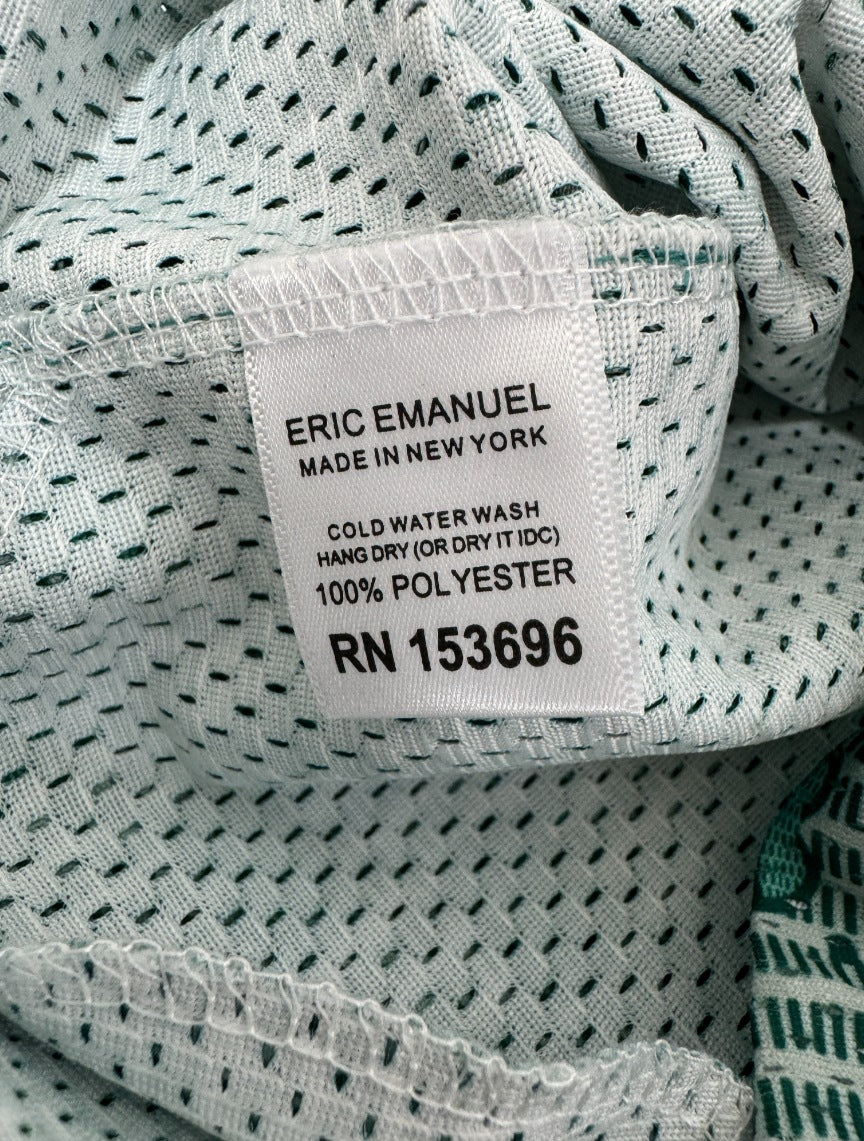 ERIC EMANUEL
MADE IN NEW YORK
COLD WATER WASH
HANG DRY (OR DRY IT IDC)
100% POLYESTER
RN 153696